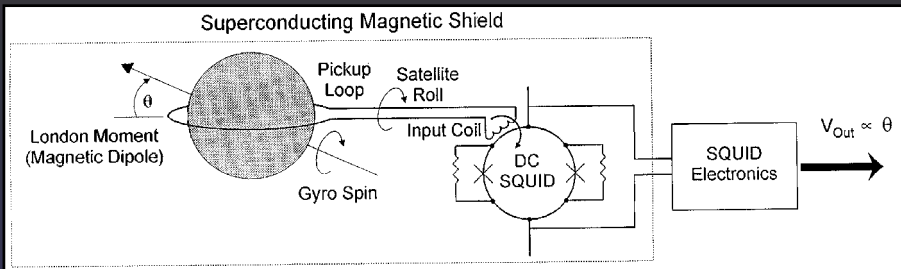 Superconducting Magnetic Shield
Pickup
Loop
Satellite
Roll
θ
London Moment
(Magnetic Dipole)
Input Coil
Gyro Spin
DC
SQUID
SQUID
Electronics
V_Out ∝ θ